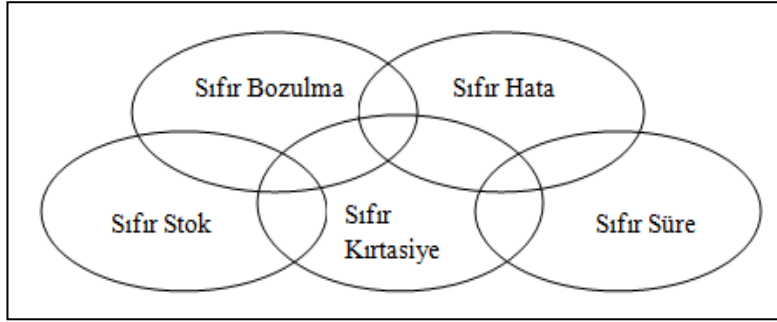 Sıfır Bozulma
Sıfır Hata
Sıfır Stok
Sıfır
Kırtasiye
Sıfır Süre